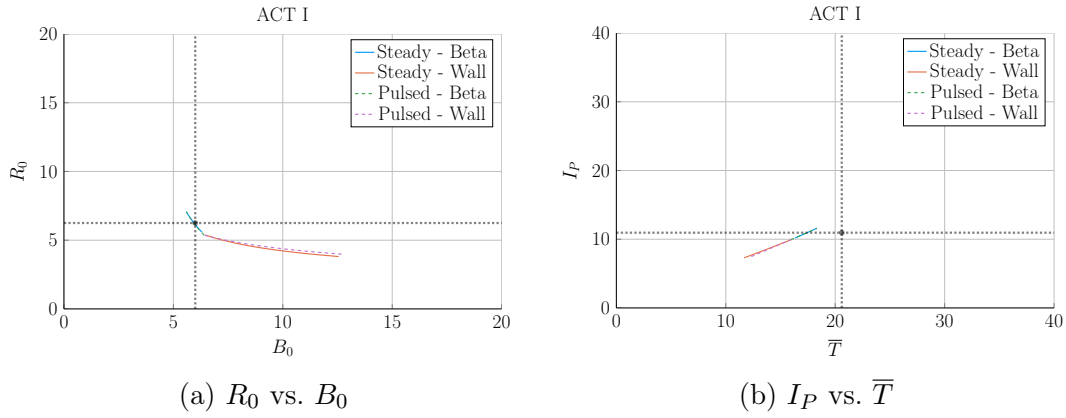 ACT I
20
15
10
5
0
R₀
Steady - Beta
Steady - Wall
Pulsed - Beta
Pulsed - Wall
0 5 10 15 20
B₀
(a) R₀ vs. B₀
ACT I
40
30
20
10
0
I_P
Steady - Beta
Steady - Wall
Pulsed - Beta
Pulsed - Wall
0 10 20 30 40
T̅
(b) I_P vs. T̅